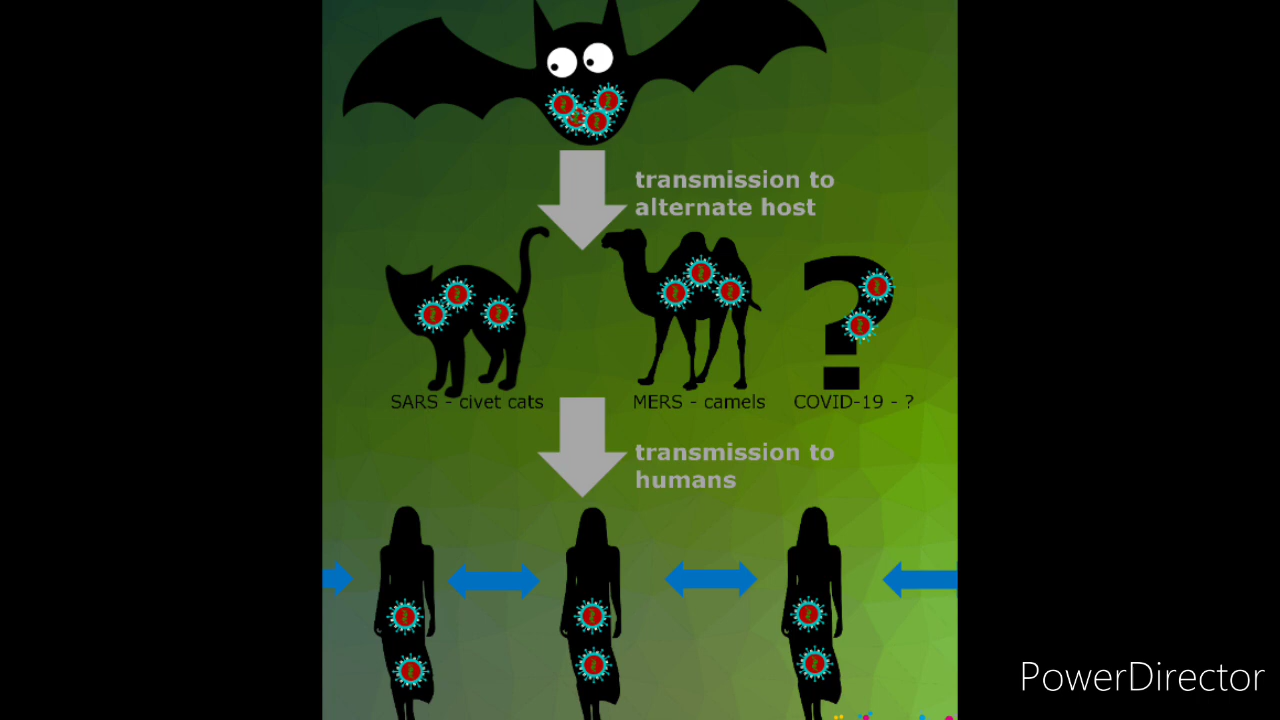 transmission to
alternate host
SARS - civet cats
MERS - camels
COVID-19 - ?
transmission to
humans
PowerDirector